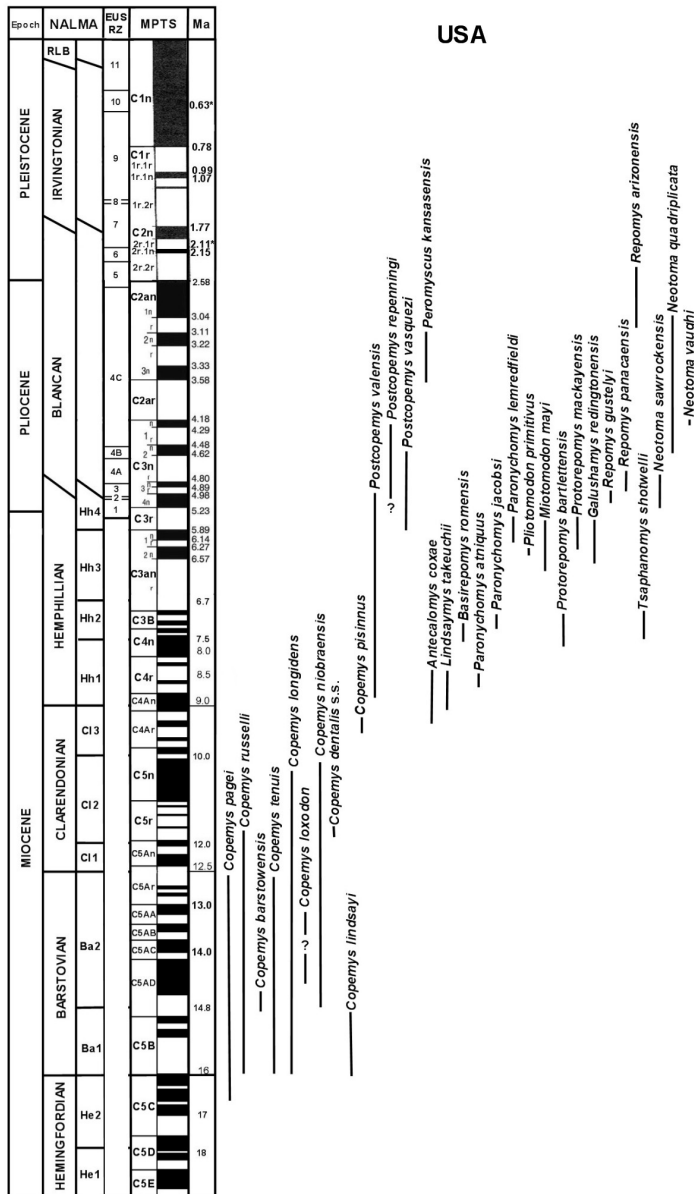 USA
Epoch NALMA EUS RZ MPTS Ma
PLEISTOCENE
PLIOCENE
MIOCENE
RLB
IRVINGTONIAN
BLANCAN
HEMPHILLIAN
CLARENDONIAN
BARSTOVIAN
HEMINGFORDIAN
Hh4
Hh3
Hh2
Hh1
Cl3
Cl2
Cl1
Ba2
Ba1
He2
He1
11
10
9
8
7
6
5
4C
4B
4A
3
2
1
C1n
C1r
1r.1r
1r.1n
1r.2r
C2n
2r.1r
2r.1n
2r.2r
C2an
1n
r
2n
r
3n
C2ar
n
1
r
2
n
C3n
r
n
3
r
4n
C3r
n
1
r
2n
C3an
r
C3B
C4n
C4r
C4An
C4Ar
C5n
C5r
C5An
C5Ar
C5AA
C5AB
C5AC
C5AD
C5B
C5C
C5D
C5E
0.63*
0.78
0.99
1.07
1.77
2.11*
2.15
2.58
3.04
3.11
3.22
3.33
3.58
4.18
4.29
4.48
4.62
4.80
4.89
4.98
5.23
5.89
6.14
6.27
6.57
6.7
7.5
8.0
8.5
9.0
10.0
12.0
12.5
13.0
14.0
14.8
16
17
18
Copemys pagei
Copemys russelli
Copemys barstowensis
Copemys tenuis
Copemys longidens
Copemys loxodon
?
Copemys niobraensis
Copemys dentalis s.s.
Copemys lindsayi
Copemys pisinnus
Postcopemys valensis
Postcopemys repenningi
?
Postcopemys vasquezi
Peromyscus kansasensis
Antecalomys coxae
Lindsaymys takeuchii
Basirepomys romensis
Paronychomys atniquus
Paronychomys jacobsi
Paronychomys lemredfieldi
Pliotomodon primitivus
Miotomodon mayi
Protorepomys bartlettensis
Protorepomys mackayensis
Galushamys redingtonensis
Repomys gustelyi
Repomys panacaensis
Repomys arizonensis
Tsaphanomys shotwelli
Neotoma sawrockensis
Neotoma quadriplicata
Neotoma vaughi